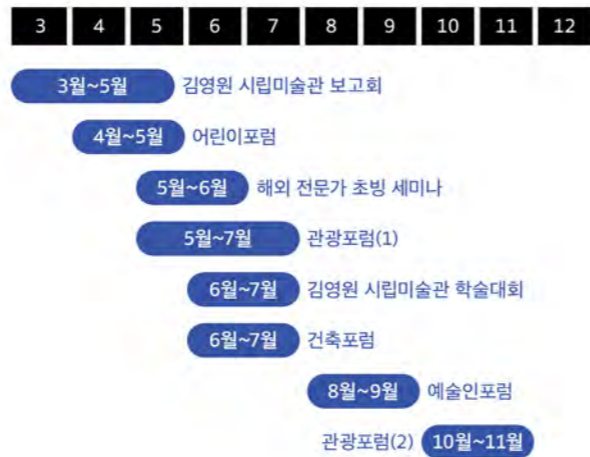 3 4 5 6 7 8 9 10 11 12
3월~5월 김영원 시립미술관 보고회
4월~5월 어린이포럼
5월~6월 해외 전문가 초빙 세미나
5월~7월 관광포럼(1)
6월~7월 김영원 시립미술관 학술대회
6월~7월 건축포럼
8월~9월 예술인포럼
관광포럼(2) 10월~11월